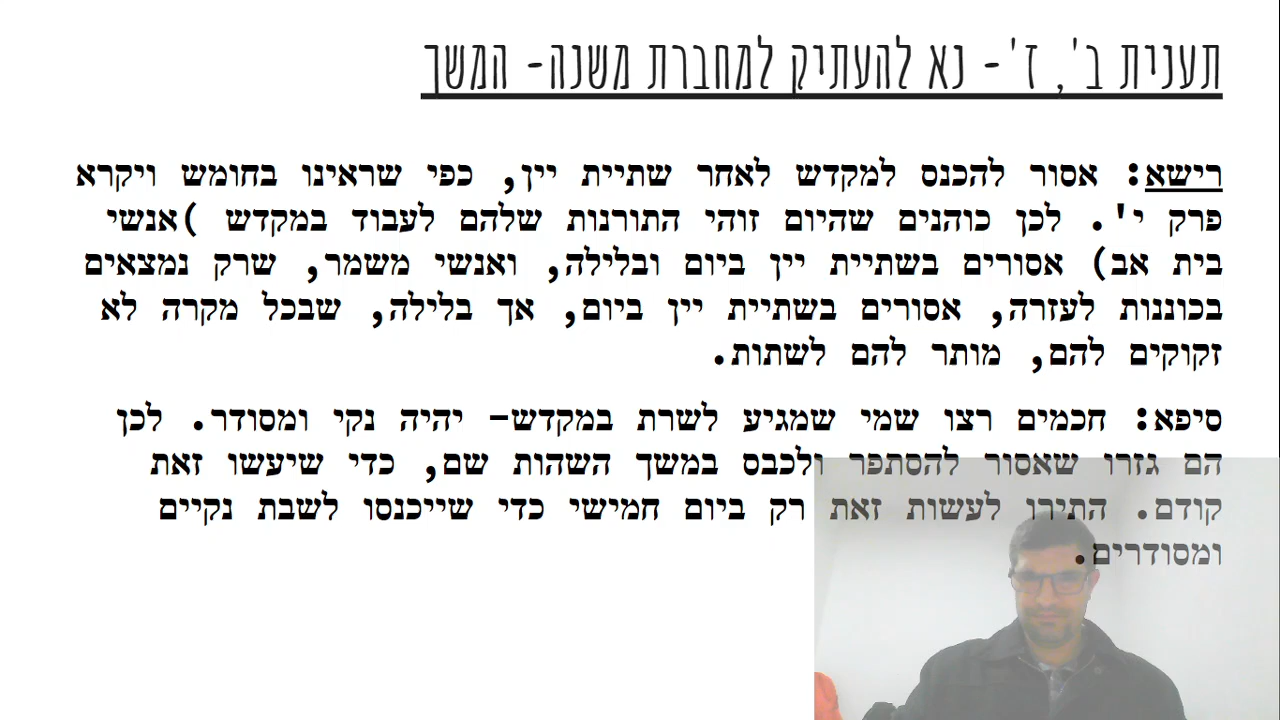 תענית ב', ז'- נא להעתיק למחברת משנה- המשך
רישא: אסור להכנס למקדש לאחר שתיית יין, כפי שראינו בחומש ויקרא
פרק י'. לכן כוהנים שהיום זוהי התורנות שלהם לעבוד במקדש )אנשי
בית אב( אסורים בשתיית יין ביום ובלילה, ואנשי משמר, שרק נמצאים
בכוננות לעזרה, אסורים בשתיית יין ביום, אך בלילה, שבכל מקרה לא
זקוקים להם, מותר להם לשתות.
סיפא: חכמים רצו שמי שמגיע לשרת במקדש- יהיה נקי ומסודר. לכן
הם גזרו שאסור להסתפר ולכבס במשך השהות שם, כדי שיעשו זאת
קודם. התירו לעשות זאת רק ביום חמישי כדי שייכנסו לשבת נקיים
ומסודרים.